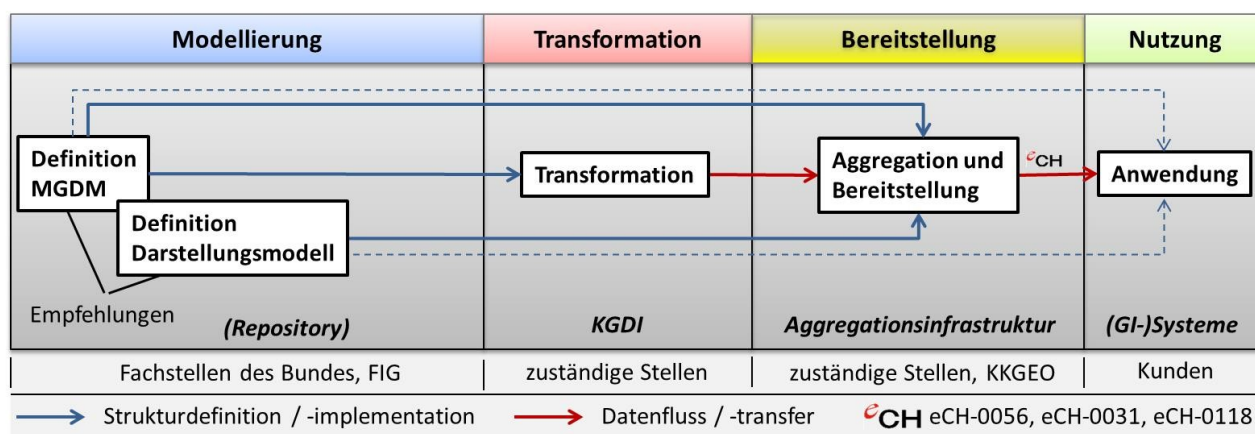 Modellierung
Transformation
Bereitstellung
Nutzung
Definition
MGDM
Transformation
Aggregation und
Bereitstellung
eCH
Anwendung
Definition
Darstellungsmodell
Empfehlungen
(Repository)
KGDI
Aggregationsinfrastruktur
(GI-)Systeme
Fachstellen des Bundes, FIG
zuständige Stellen
zuständige Stellen, KKGEO
Kunden
Strukturdefinition / -implementation
Datenfluss / -transfer
eCH eCH-0056, eCH-0031, eCH-0118